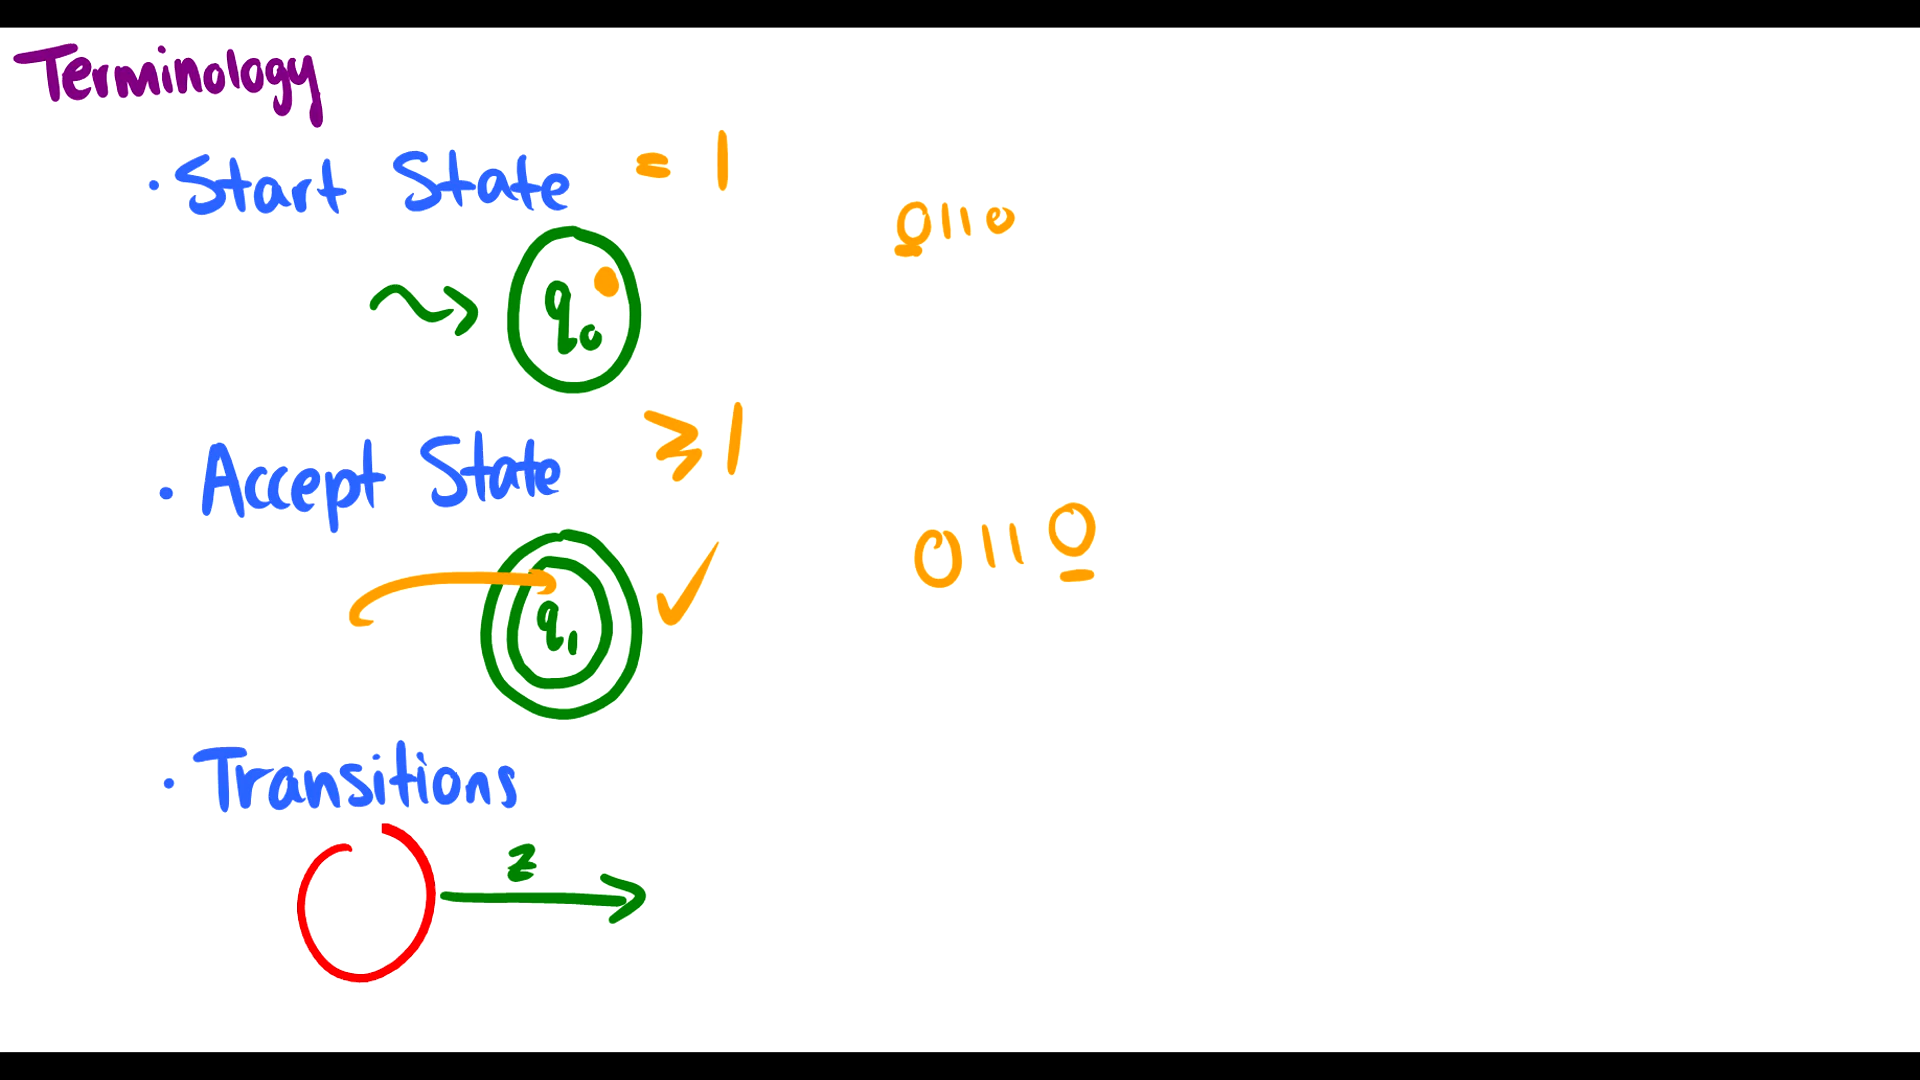 Terminology
· Start State = 1
0110
q₀
· Accept State ≥ 1
0110
q₁ ✓
· Transitions
z